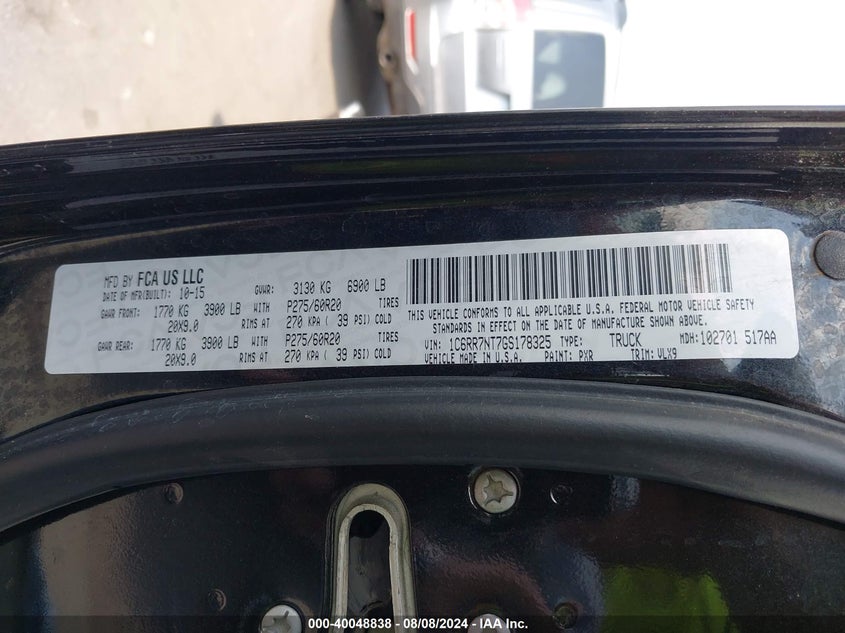 MFD BY FCA US LLC
DATE OF MFR(BUILT): 10-15
GVWR: 3130 KG 6900 LB
GAWR FRONT: 1770 KG 3900 LB WITH P275/60R20 TIRES
20X9.0 RIMS AT 270 KPA ( 39 PSI) COLD
GAWR REAR: 1770 KG 3900 LB WITH P275/60R20 TIRES
20X9.0 RIMS AT 270 KPA ( 39 PSI) COLD
THIS VEHICLE CONFORMS TO ALL APPLICABLE U.S.A. FEDERAL MOTOR VEHICLE SAFETY
STANDARDS IN EFFECT ON THE DATE OF MANUFACTURE SHOWN ABOVE.
VIN: 1C6RR7NT7GS178325 TYPE: TRUCK MDH: 102701 517AA
VEHICLE MADE IN U.S.A. PAINT: PXR TRIM: VLX9
000-40048838 - 08/08/2024 - IAA Inc.